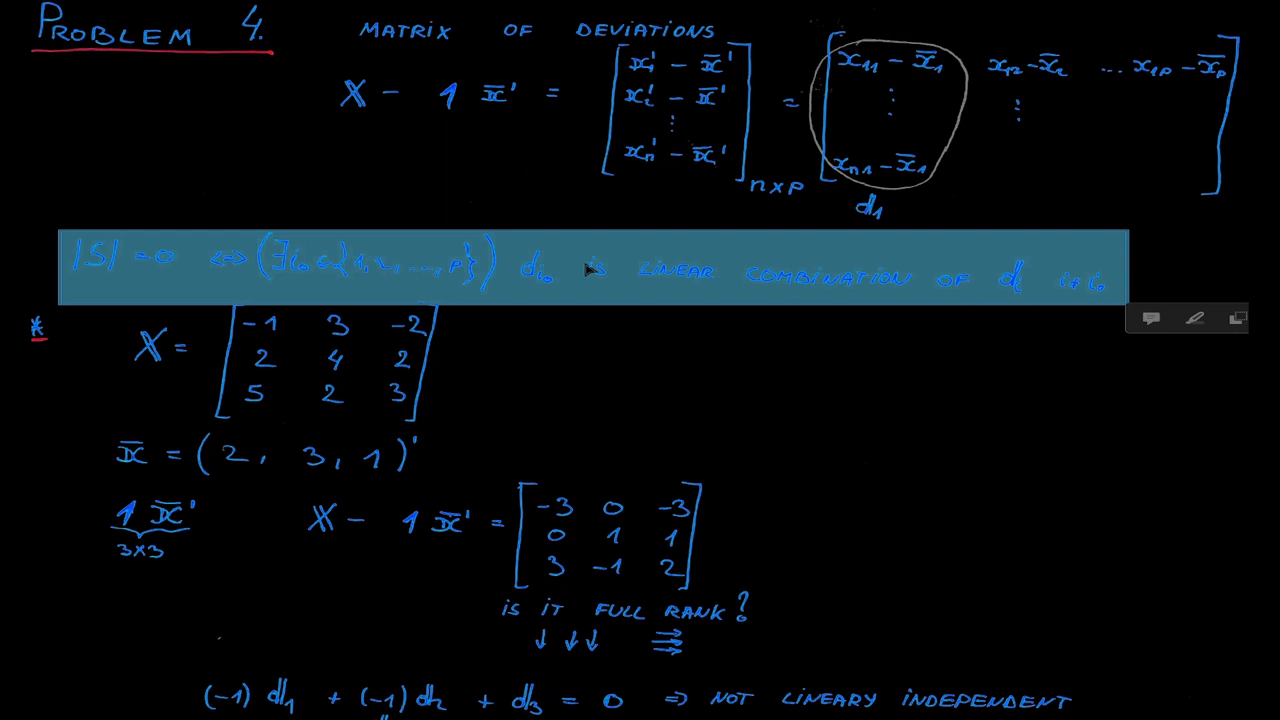 PROBLEM 4.
MATRIX OF DEVIATIONS
𝕏 − 𝟏 x̄' = [ x₁' − x̄' ; x₂' − x̄' ; ⋮ ; xₙ' − x̄' ] n×p = [ x₁₁ − x̄₁ x₁₂ − x̄₂ ... x₁ₚ − x̄ₚ ; ⋮ ⋮ ; xₙ₁ − x̄₁ ]
d₁
|S| = 0 ⇔ (∃ i₀ ∈ {1, 2, ..., p}) d_i₀ is LINEAR COMBINATION OF dᵢ i≠i₀
*
𝕏 = [ -1 3 -2 ; 2 4 2 ; 5 2 3 ]
x̄ = (2, 3, 1)'
𝟏 x̄' 3×3
𝕏 − 𝟏 x̄' = [ -3 0 -3 ; 0 1 1 ; 3 -1 2 ]
is iT FULL RANK?
↓ ↓↓ ⇉
(-1) d₁ + (-1) d₂ + d₃ = 0 ⇒ NOT LINEARY INDEPENDENT